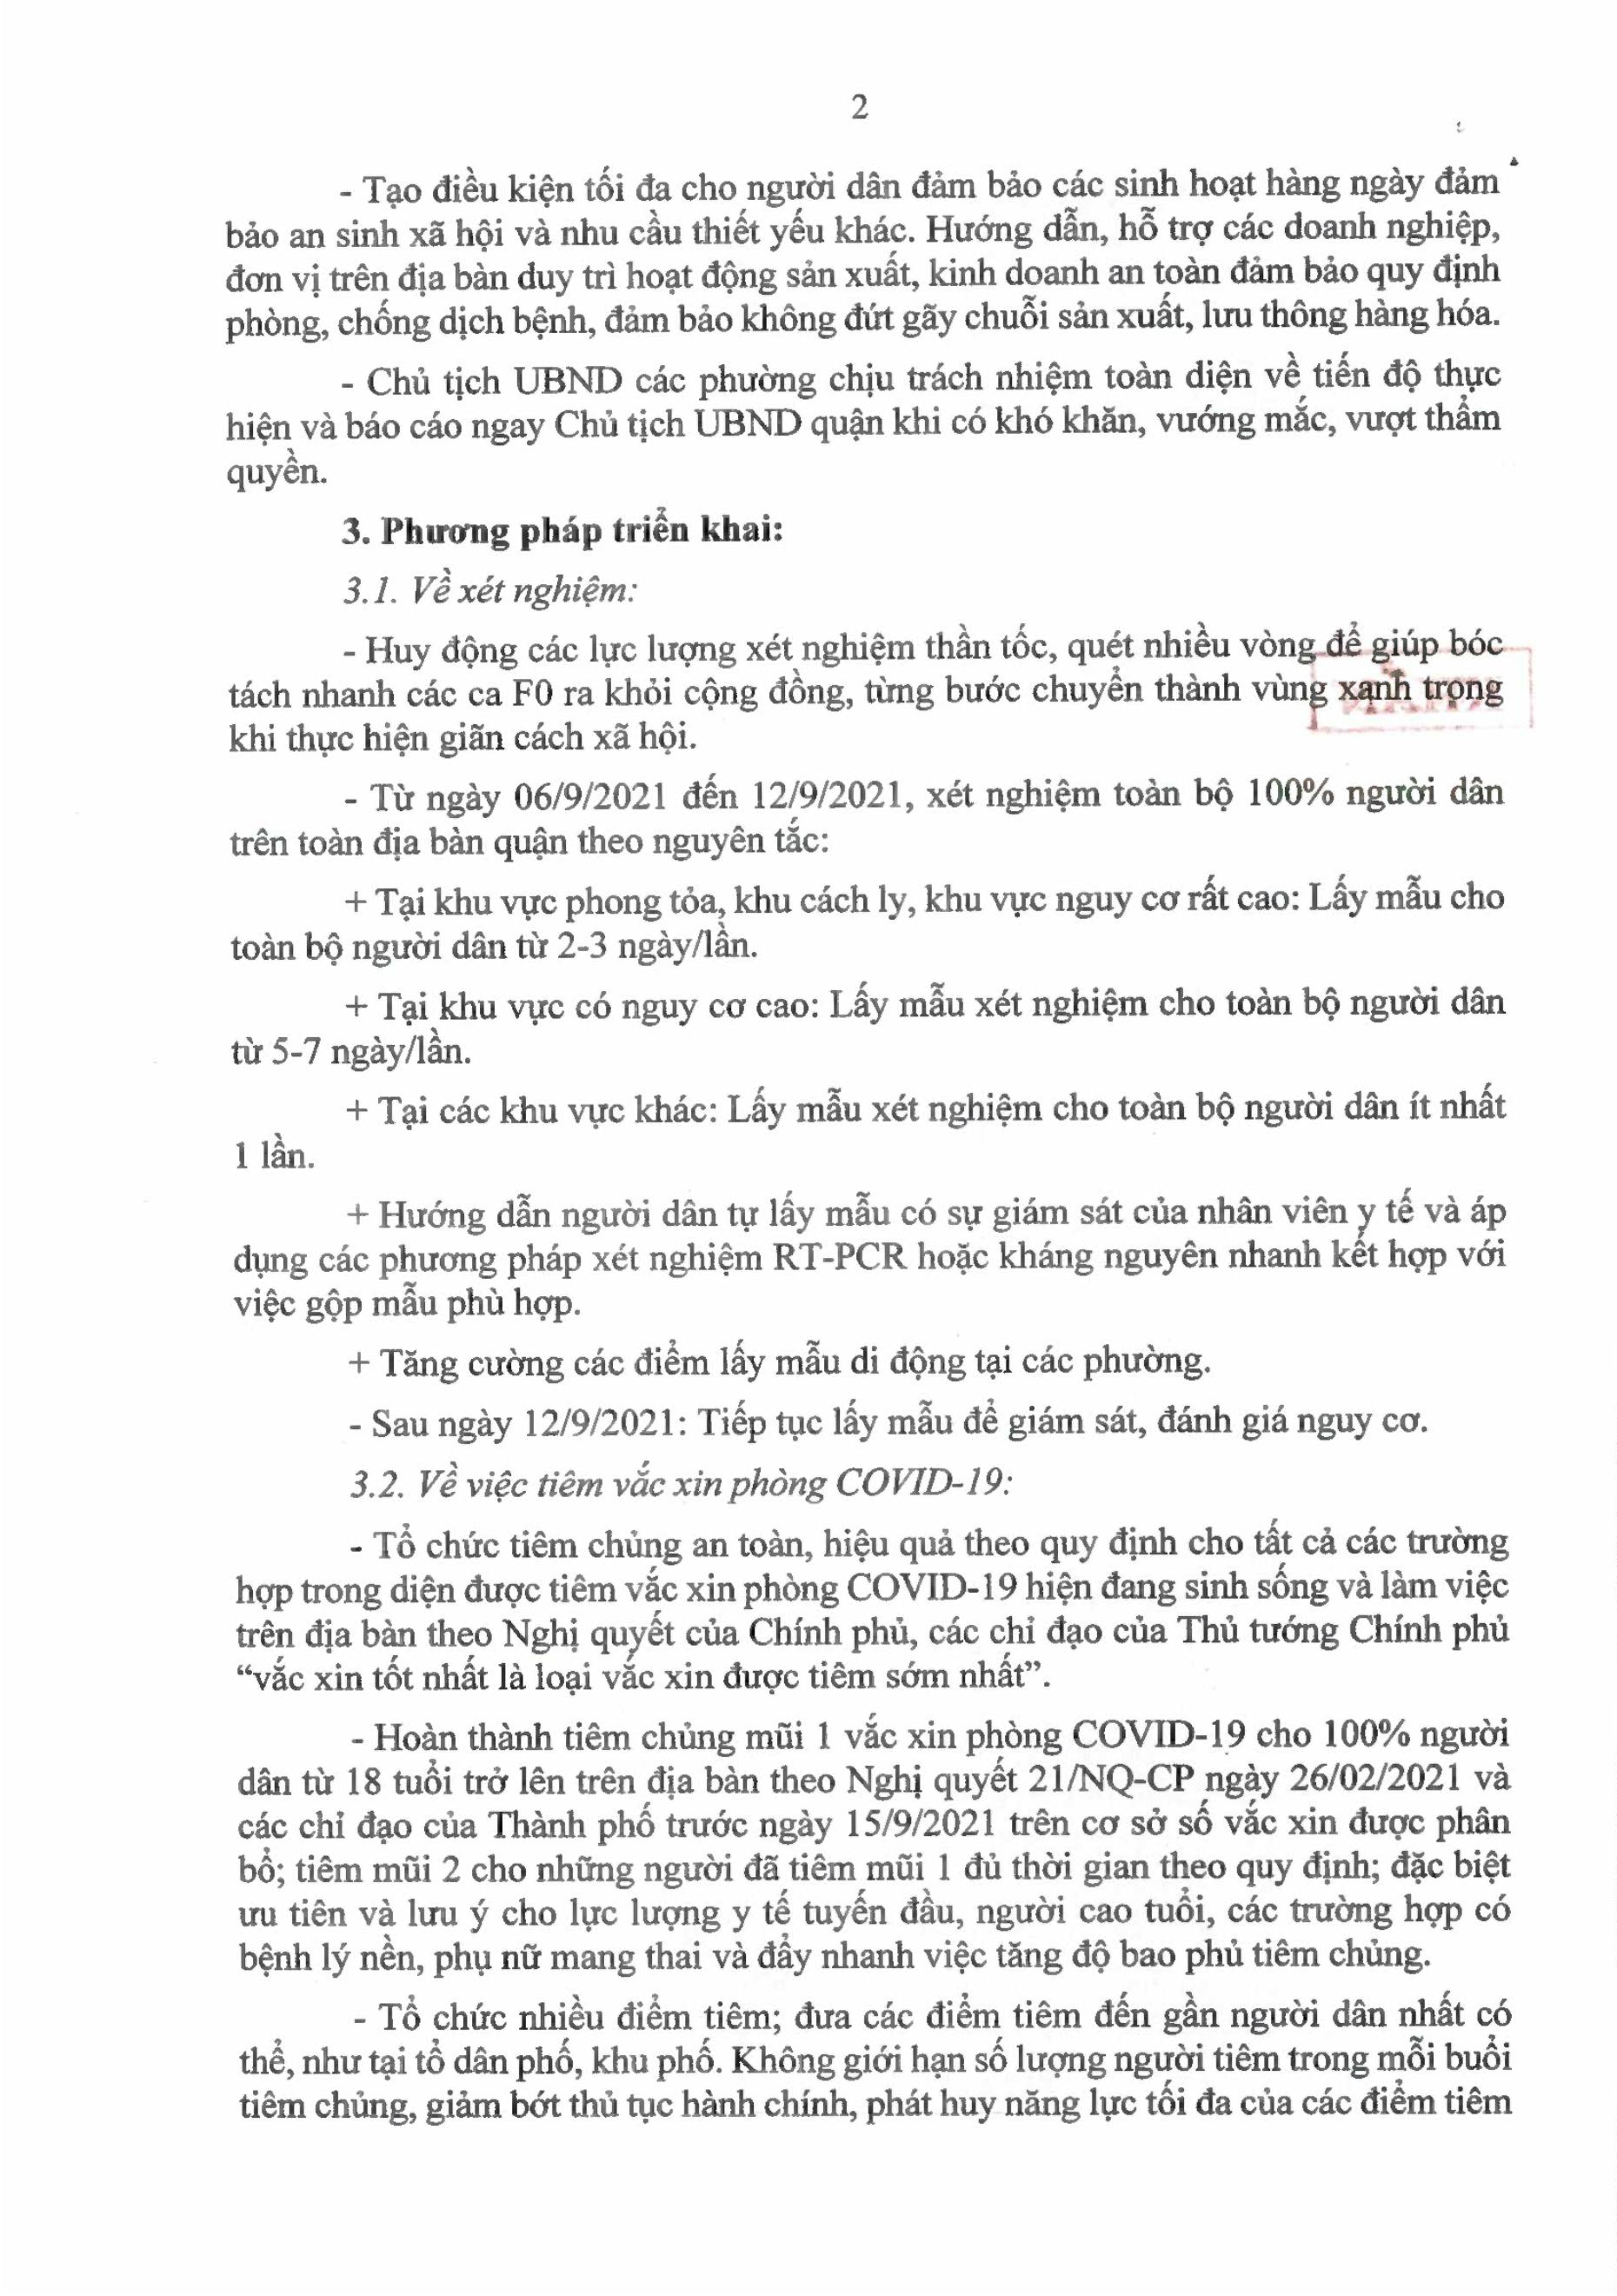 2
- Tạo điều kiện tối đa cho người dân đảm bảo các sinh hoạt hàng ngày đảm
bảo an sinh xã hội và nhu cầu thiết yếu khác. Hướng dẫn, hỗ trợ các doanh nghiệp,
đơn vị trên địa bàn duy trì hoạt động sản xuất, kinh doanh an toàn đảm bảo quy định
phòng, chống dịch bệnh, đảm bảo không đứt gãy chuỗi sản xuất, lưu thông hàng hóa.
- Chủ tịch UBND các phường chịu trách nhiệm toàn diện về tiến độ thực
hiện và báo cáo ngay Chủ tịch UBND quận khi có khó khăn, vướng mắc, vượt thẩm
quyền.
3. Phương pháp triển khai:
3.1. Về xét nghiệm:
- Huy động các lực lượng xét nghiệm thần tốc, quét nhiều vòng để giúp bóc
tách nhanh các ca F0 ra khỏi cộng đồng, từng bước chuyển thành vùng xanh trong
khi thực hiện giãn cách xã hội.
- Từ ngày 06/9/2021 đến 12/9/2021, xét nghiệm toàn bộ 100% người dân
trên toàn địa bàn quận theo nguyên tắc:
+ Tại khu vực phong tỏa, khu cách ly, khu vực nguy cơ rất cao: Lấy mẫu cho
toàn bộ người dân từ 2-3 ngày/lần.
+ Tại khu vực có nguy cơ cao: Lấy mẫu xét nghiệm cho toàn bộ người dân
từ 5-7 ngày/lần.
+ Tại các khu vực khác: Lấy mẫu xét nghiệm cho toàn bộ người dân ít nhất
1 lần.
+ Hướng dẫn người dân tự lấy mẫu có sự giám sát của nhân viên y tế và áp
dụng các phương pháp xét nghiệm RT-PCR hoặc kháng nguyên nhanh kết hợp với
việc gộp mẫu phù hợp.
+ Tăng cường các điểm lấy mẫu di động tại các phường.
- Sau ngày 12/9/2021: Tiếp tục lấy mẫu để giám sát, đánh giá nguy cơ.
3.2. Về việc tiêm vắc xin phòng COVID-19:
- Tổ chức tiêm chủng an toàn, hiệu quả theo quy định cho tất cả các trường
hợp trong diện được tiêm vắc xin phòng COVID-19 hiện đang sinh sống và làm việc
trên địa bàn theo Nghị quyết của Chính phủ, các chỉ đạo của Thủ tướng Chính phủ
“vắc xin tốt nhất là loại vắc xin được tiêm sớm nhất”.
- Hoàn thành tiêm chủng mũi 1 vắc xin phòng COVID-19 cho 100% người
dân từ 18 tuổi trở lên trên địa bàn theo Nghị quyết 21/NQ-CP ngày 26/02/2021 và
các chỉ đạo của Thành phố trước ngày 15/9/2021 trên cơ sở số vắc xin được phân
bổ; tiêm mũi 2 cho những người đã tiêm mũi 1 đủ thời gian theo quy định; đặc biệt
ưu tiên và lưu ý cho lực lượng y tế tuyến đầu, người cao tuổi, các trường hợp có
bệnh lý nền, phụ nữ mang thai và đẩy nhanh việc tăng độ bao phủ tiêm chủng.
- Tổ chức nhiều điểm tiêm; đưa các điểm tiêm đến gần người dân nhất có
thể, như tại tổ dân phố, khu phố. Không giới hạn số lượng người tiêm trong mỗi buổi
tiêm chủng, giảm bớt thủ tục hành chính, phát huy năng lực tối đa của các điểm tiêm